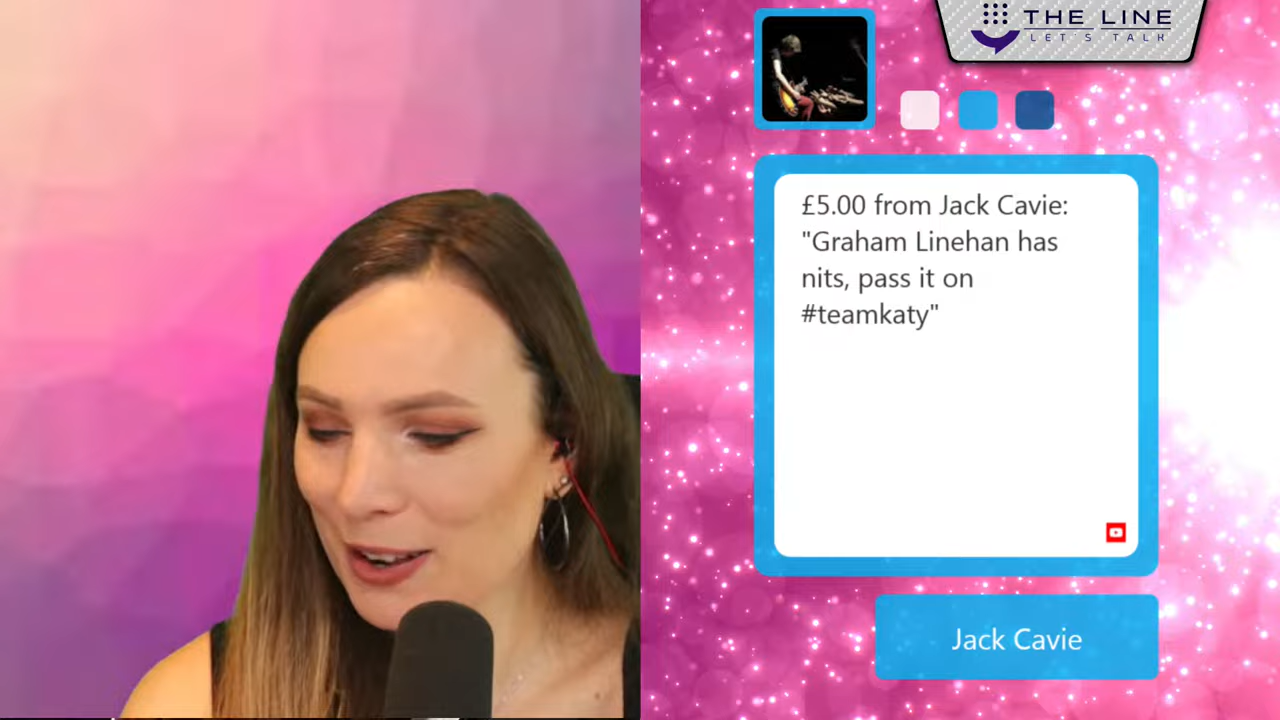 THE LINE
LET'S TALK
£5.00 from Jack Cavie:
"Graham Linehan has
nits, pass it on
#teamkaty"
Jack Cavie